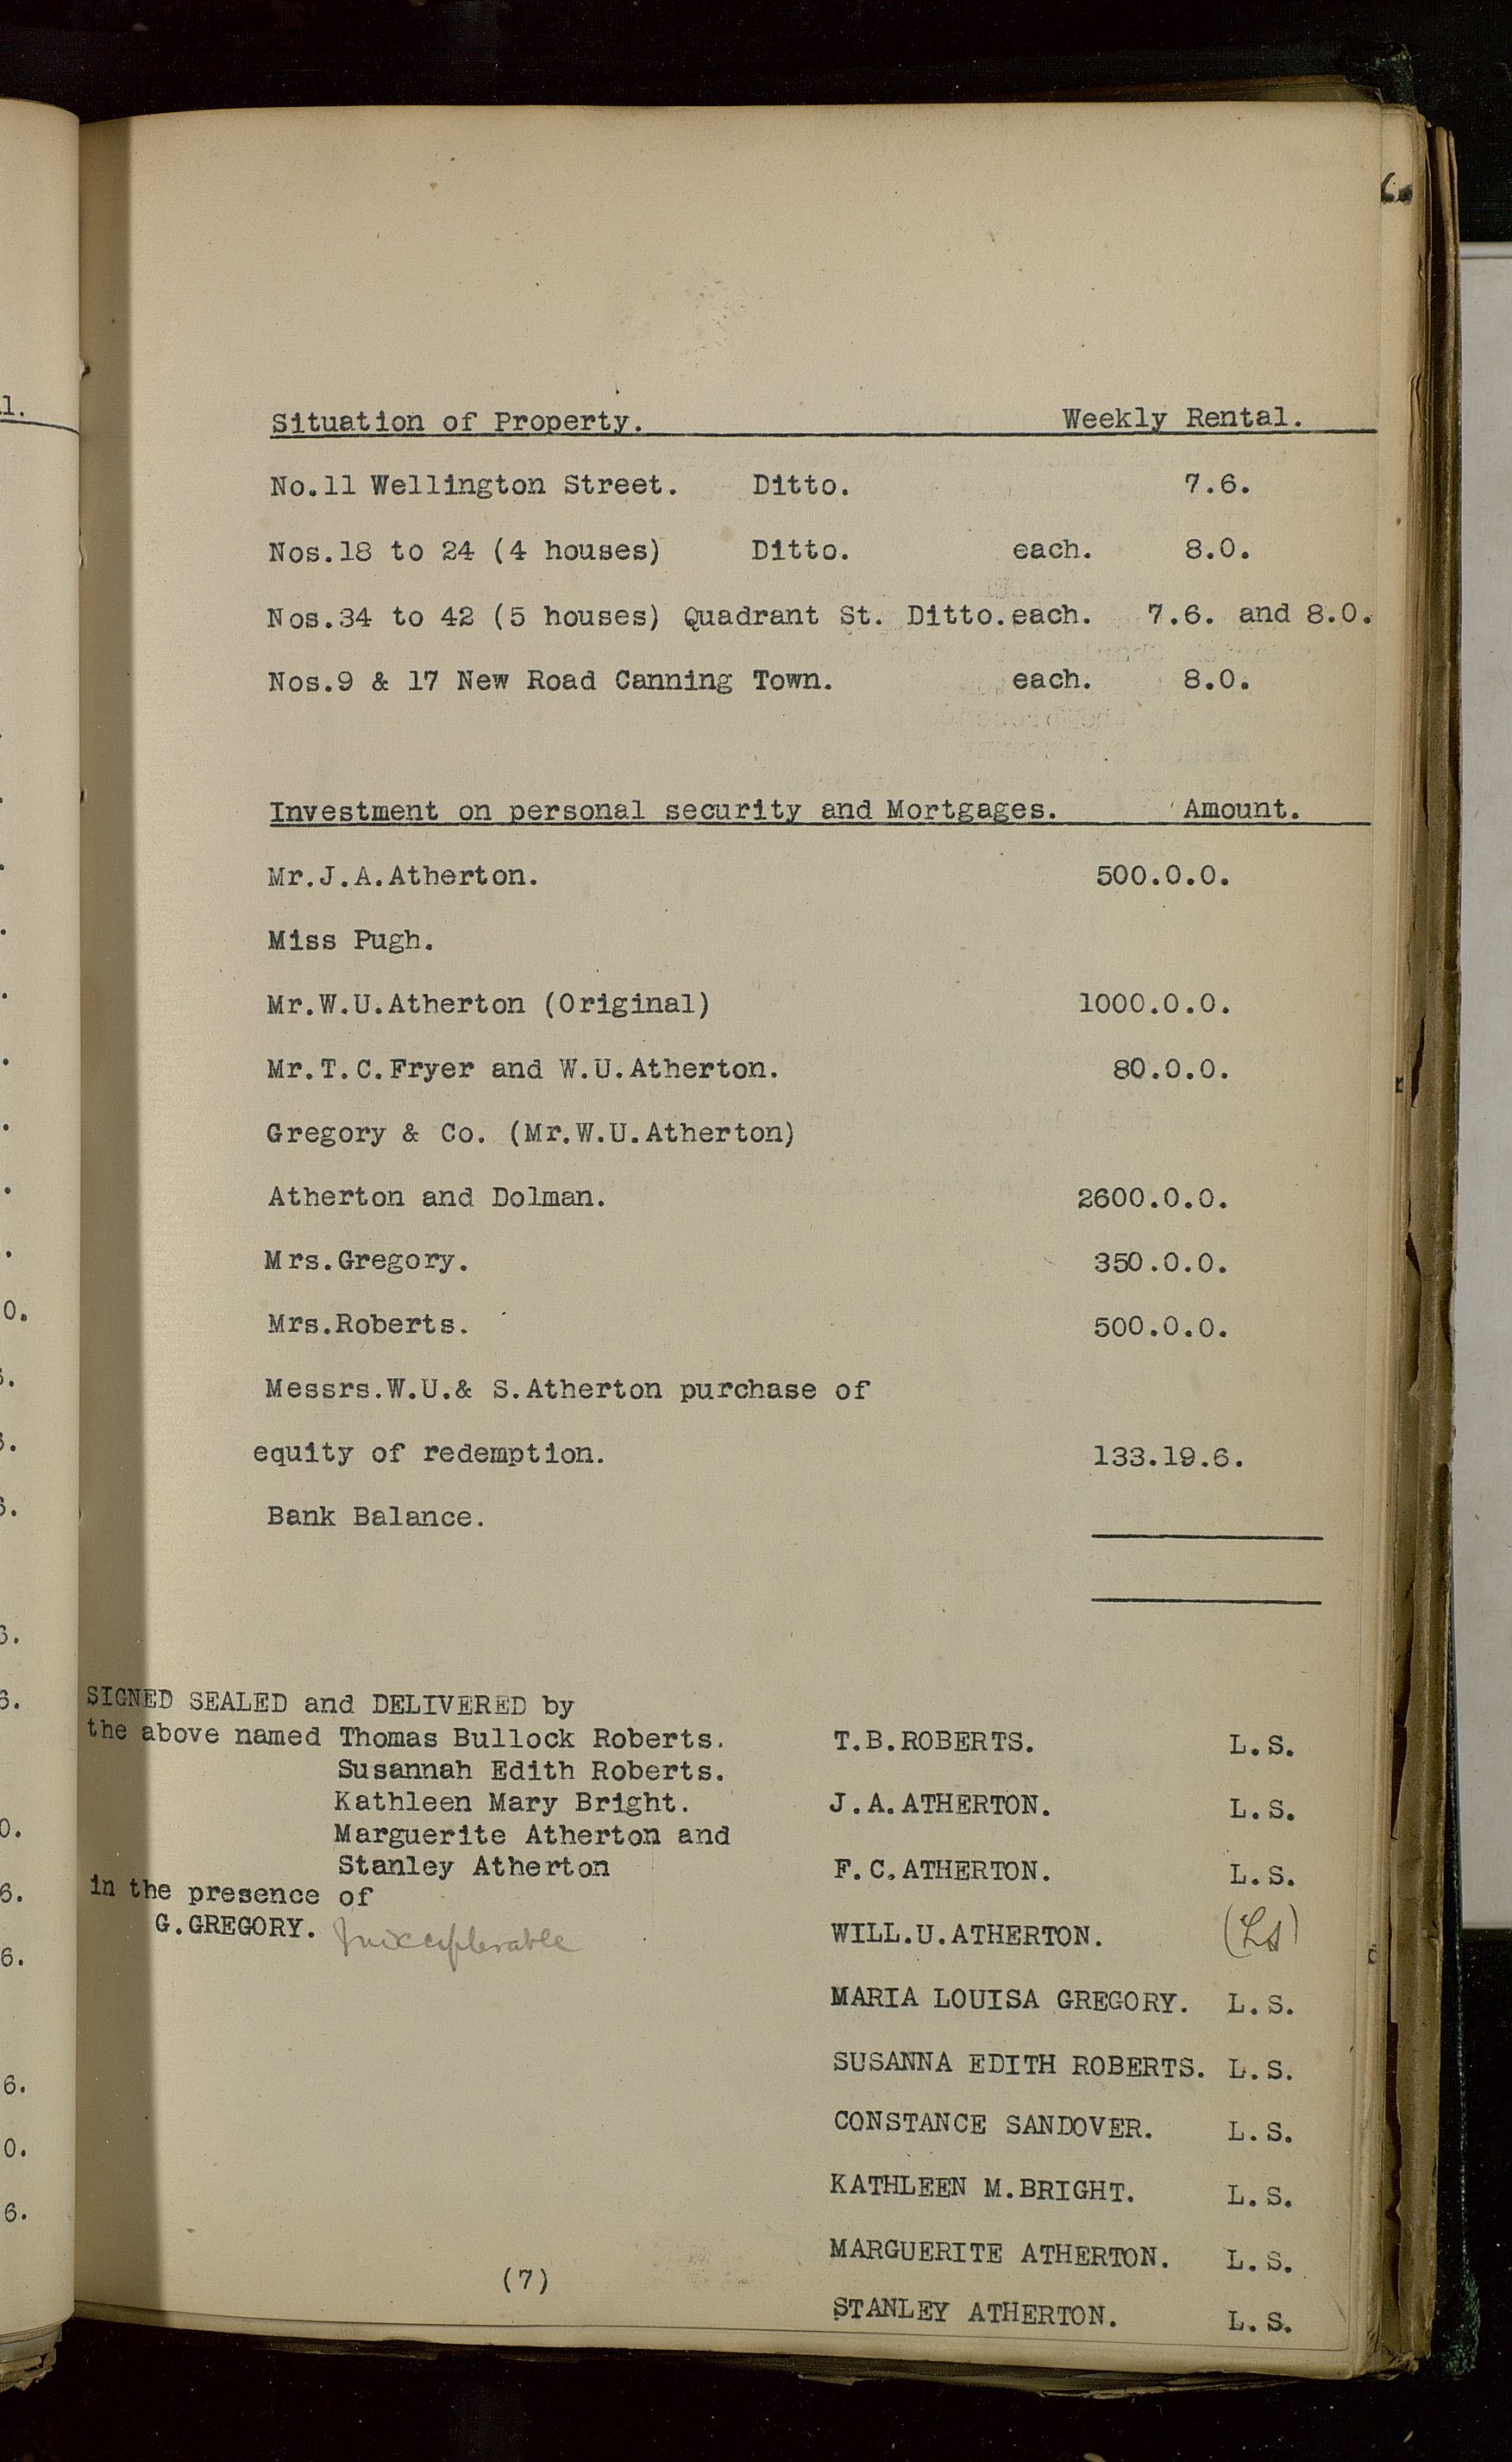 Situation of Property. Weekly Rental.
No.11 Wellington Street. Ditto. 7.6.
Nos.18 to 24 (4 houses) Ditto. each. 8.0.
Nos.34 to 42 (5 houses) Quadrant St. Ditto.each. 7.6. and 8.0.
Nos.9 & 17 New Road Canning Town. each. 8.0.
Investment on personal security and Mortgages. Amount.
Mr.J.A.Atherton. 500.0.0.
Miss Pugh.
Mr.W.U.Atherton (Original) 1000.0.0.
Mr.T.C.Fryer and W.U.Atherton. 80.0.0.
Gregory & Co. (Mr.W.U.Atherton)
Atherton and Dolman. 2600.0.0.
Mrs.Gregory. 350.0.0.
Mrs.Roberts. 500.0.0.
Messrs.W.U.& S.Atherton purchase of
equity of redemption. 133.19.6.
Bank Balance.
SIGNED SEALED and DELIVERED by
the above named Thomas Bullock Roberts. T.B.ROBERTS. L.S.
Susannah Edith Roberts.
Kathleen Mary Bright. J.A.ATHERTON. L.S.
Marguerite Atherton and
Stanley Atherton F.C.ATHERTON. L.S.
in the presence of
G.GREGORY. WILL.U.ATHERTON. (LS)
MARIA LOUISA GREGORY. L.S.
SUSANNA EDITH ROBERTS. L.S.
CONSTANCE SANDOVER. L.S.
KATHLEEN M.BRIGHT. L.S.
MARGUERITE ATHERTON. L.S.
(7)
STANLEY ATHERTON. L.S.